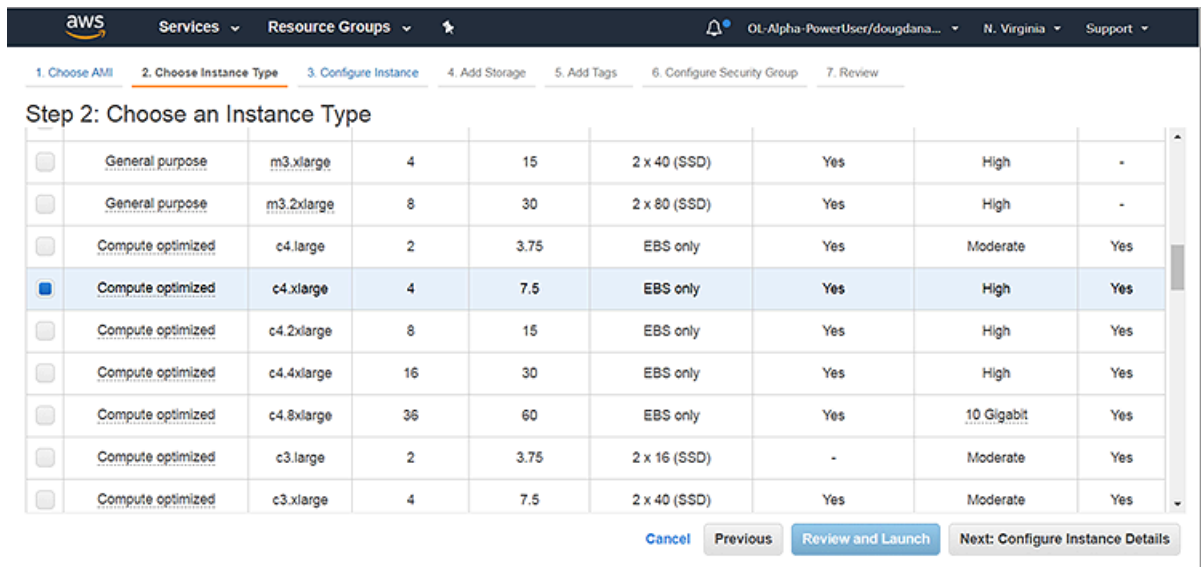 aws Services Resource Groups OL-Alpha-PowerUser/dougdana... N. Virginia Support
1. Choose AMI 2. Choose Instance Type 3. Configure Instance 4. Add Storage 5. Add Tags 6. Configure Security Group 7. Review
Step 2: Choose an Instance Type
General purpose m3.xlarge 4 15 2 x 40 (SSD) Yes High -
General purpose m3.2xlarge 8 30 2 x 80 (SSD) Yes High -
Compute optimized c4.large 2 3.75 EBS only Yes Moderate Yes
Compute optimized c4.xlarge 4 7.5 EBS only Yes High Yes
Compute optimized c4.2xlarge 8 15 EBS only Yes High Yes
Compute optimized c4.4xlarge 16 30 EBS only Yes High Yes
Compute optimized c4.8xlarge 36 60 EBS only Yes 10 Gigabit Yes
Compute optimized c3.large 2 3.75 2 x 16 (SSD) - Moderate Yes
Compute optimized c3.xlarge 4 7.5 2 x 40 (SSD) Yes Moderate Yes
Cancel Previous Review and Launch Next: Configure Instance Details